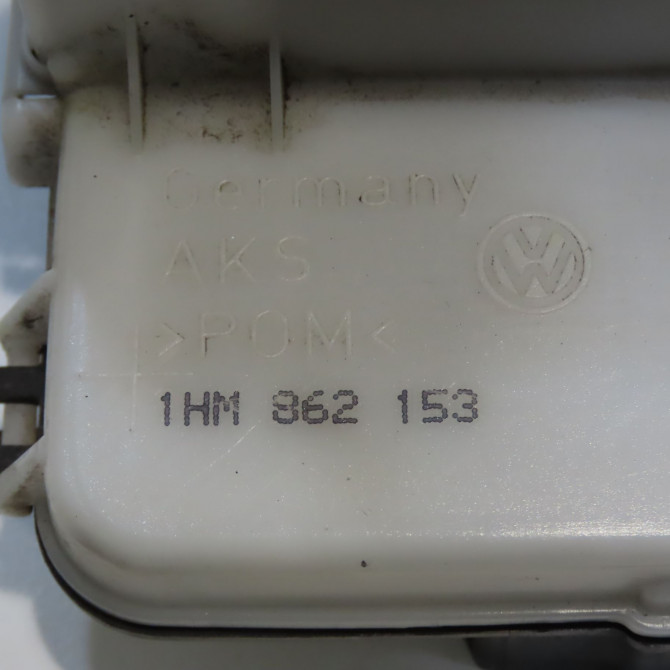 Germany
AKS
>POM<
1HM 862 153